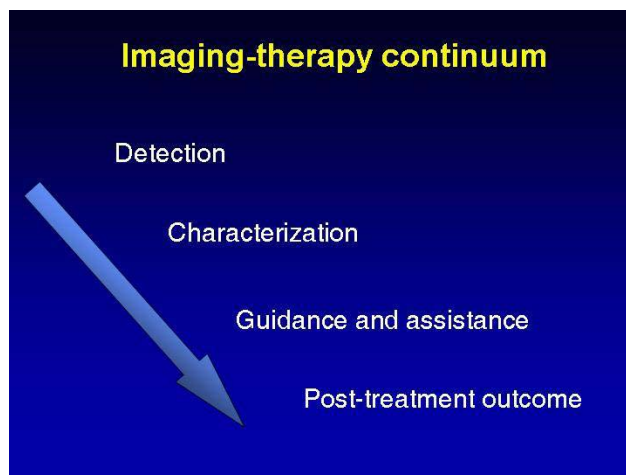 Imaging-therapy continuum
Detection
Characterization
Guidance and assistance
Post-treatment outcome